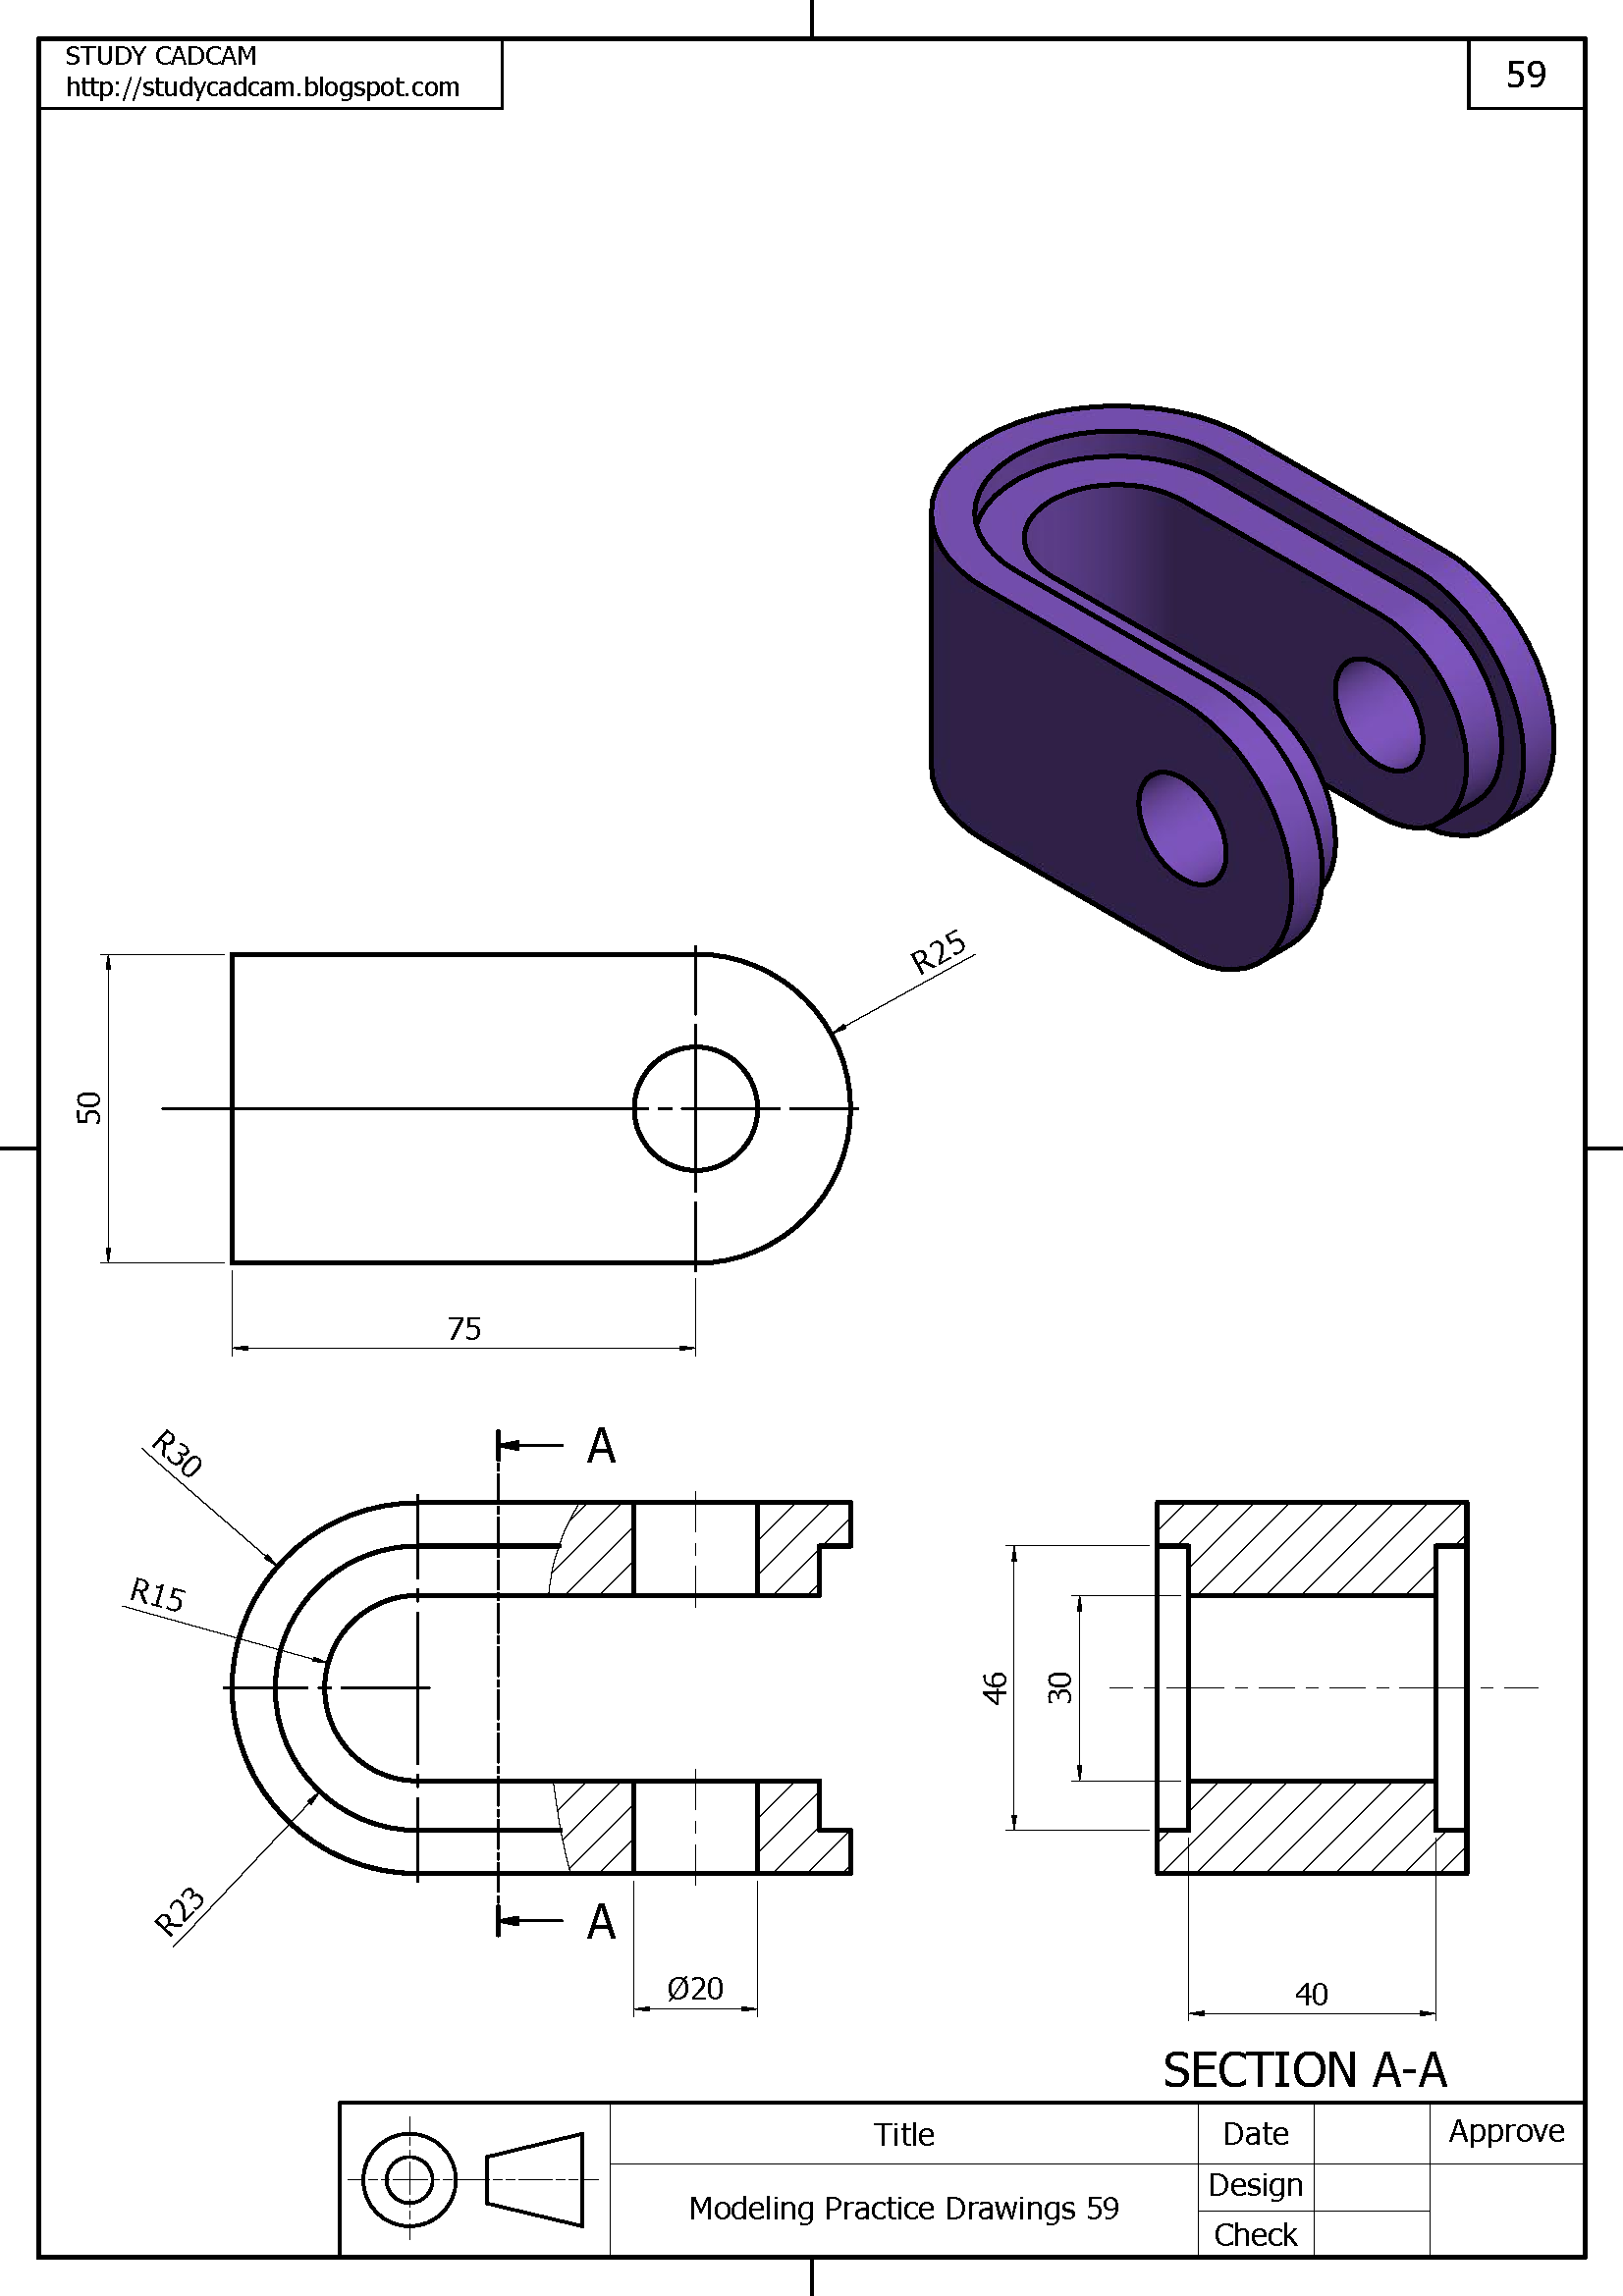 STUDY CADCAM
http://studycadcam.blogspot.com
59
R25
50
75
R30
A
R15
46
30
R23
A
Ø20
40
SECTION A-A
Title
Date
Approve
Modeling Practice Drawings 59
Design
Check